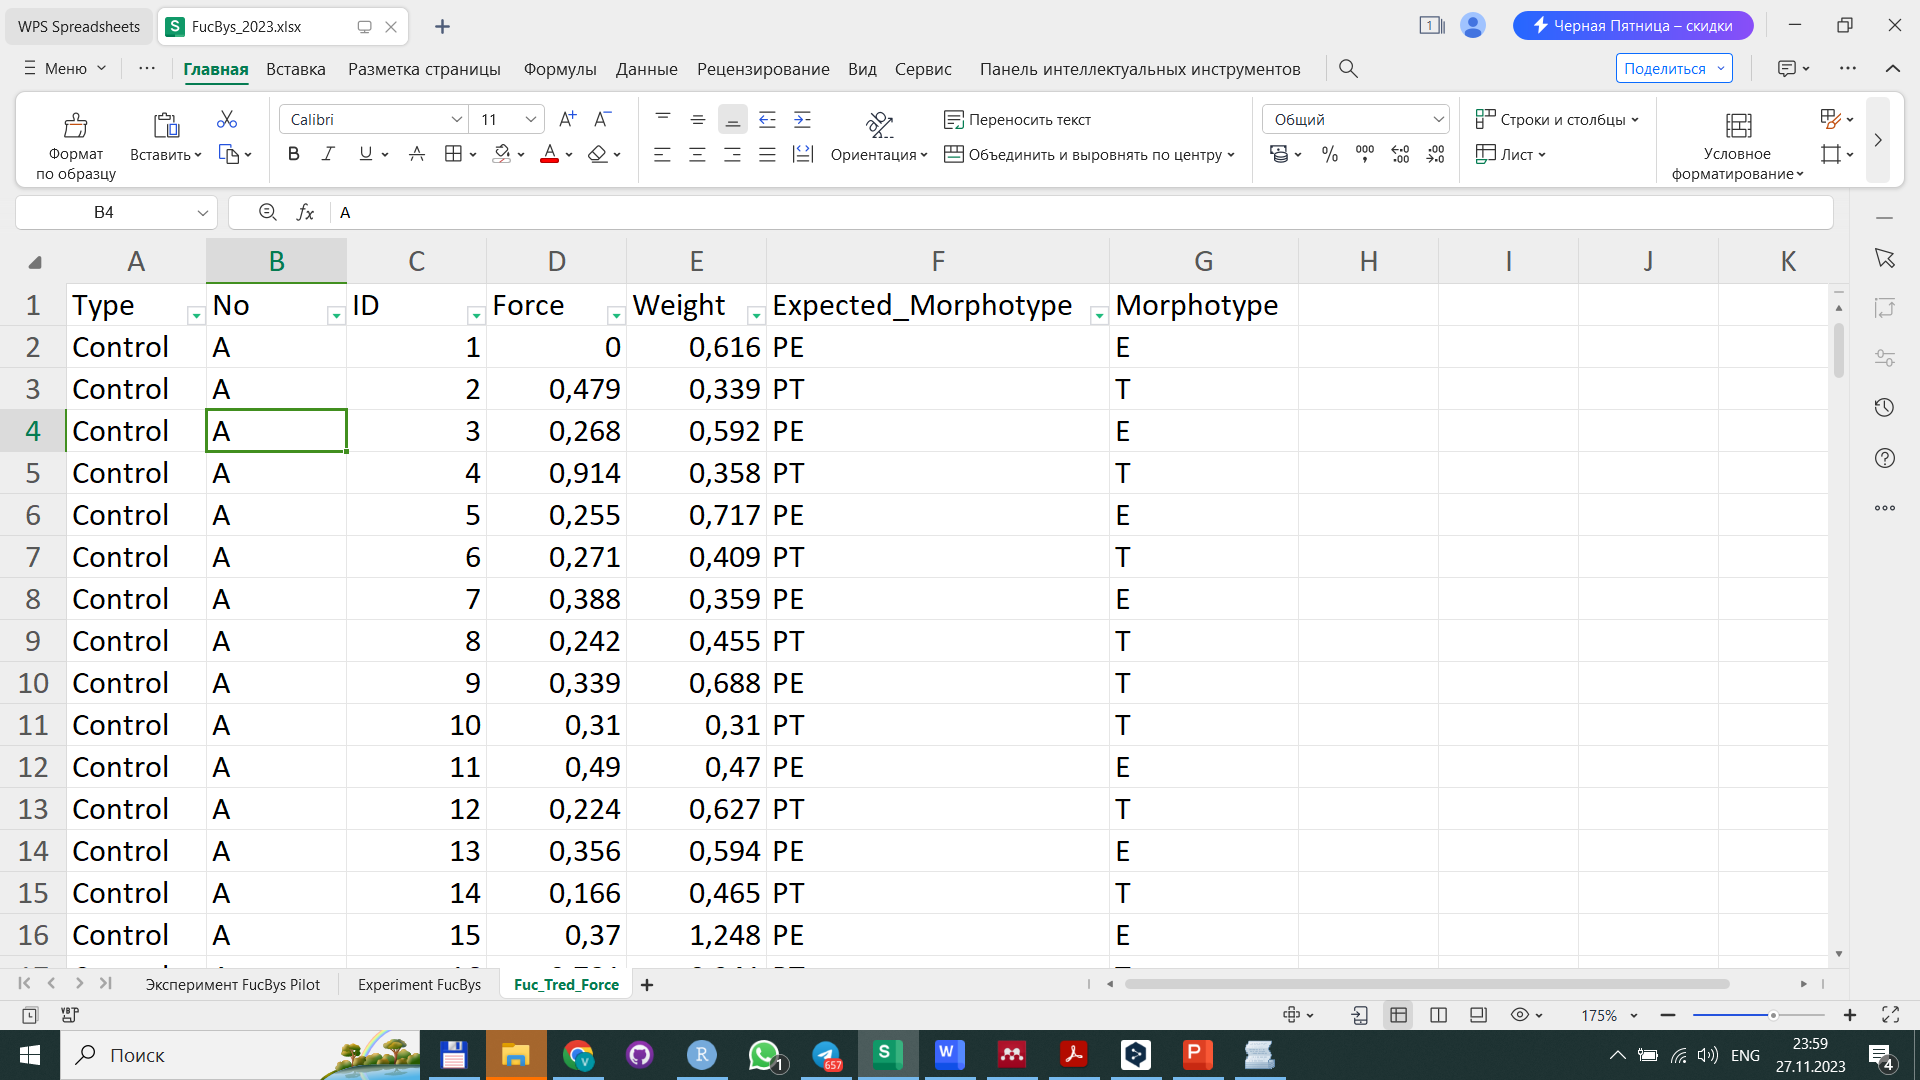 WPS Spreadsheets FucBys_2023.xlsx 1 Черная Пятница – скидки
Меню Главная Вставка Разметка страницы Формулы Данные Рецензирование Вид Сервис Панель интеллектуальных инструментов Поделиться
Calibri 11 A+ A- Переносить текст Общий Строки и столбцы
Формат по образцу Вставить Ориентация Объединить и выровнять по центру Лист Условное форматирование
B4 fx A
A B C D E F G H I J K
1 Type No ID Force Weight Expected_Morphotype Morphotype
2 Control A 1 0 0,616 PE E
3 Control A 2 0,479 0,339 PT T
4 Control A 3 0,268 0,592 PE E
5 Control A 4 0,914 0,358 PT T
6 Control A 5 0,255 0,717 PE E
7 Control A 6 0,271 0,409 PT T
8 Control A 7 0,388 0,359 PE E
9 Control A 8 0,242 0,455 PT T
10 Control A 9 0,339 0,688 PE T
11 Control A 10 0,31 0,31 PT T
12 Control A 11 0,49 0,47 PE E
13 Control A 12 0,224 0,627 PT T
14 Control A 13 0,356 0,594 PE E
15 Control A 14 0,166 0,465 PT T
16 Control A 15 0,37 1,248 PE E
Эксперимент FucBys Pilot Experiment FucBys Fuc_Tred_Force
175%
Поиск 1 657 ENG 23:59
27.11.2023 4